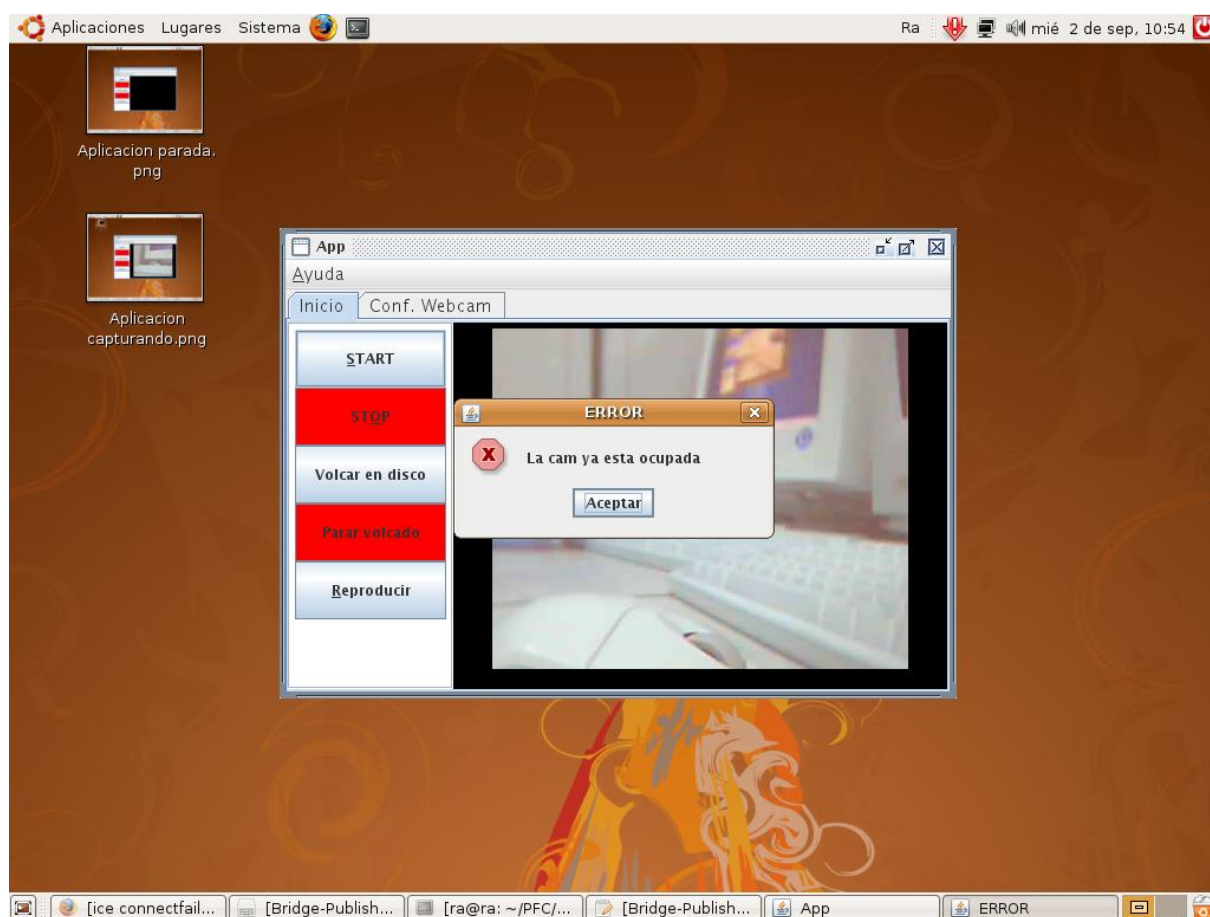 Aplicaciones Lugares Sistema Ra mié 2 de sep, 10:54
Aplicacion parada.
png
Aplicacion
capturando.png
App
Ayuda
Inicio Conf. Webcam
START
STOP
Volcar en disco
Parar volcado
Reproducir
ERROR
La cam ya esta ocupada
Aceptar
[ice connectfail... [Bridge-Publish... [ra@ra: ~/PFC/... [Bridge-Publish... App ERROR